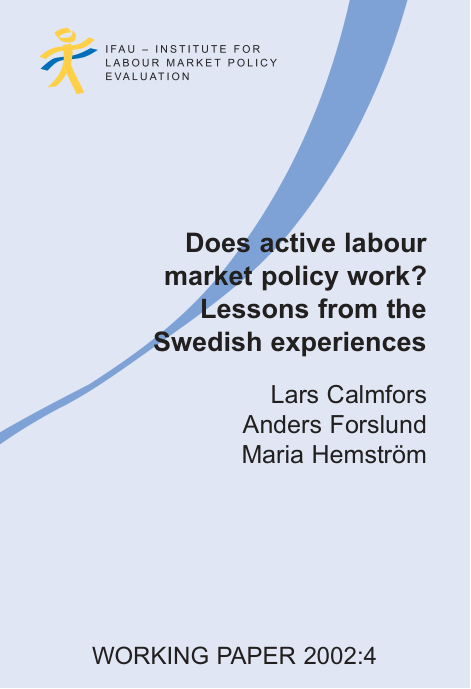 IFAU – INSTITUTE FOR
LABOUR MARKET POLICY
EVALUATION
Does active labour
market policy work?
Lessons from the
Swedish experiences
Lars Calmfors
Anders Forslund
Maria Hemström
WORKING PAPER 2002:4